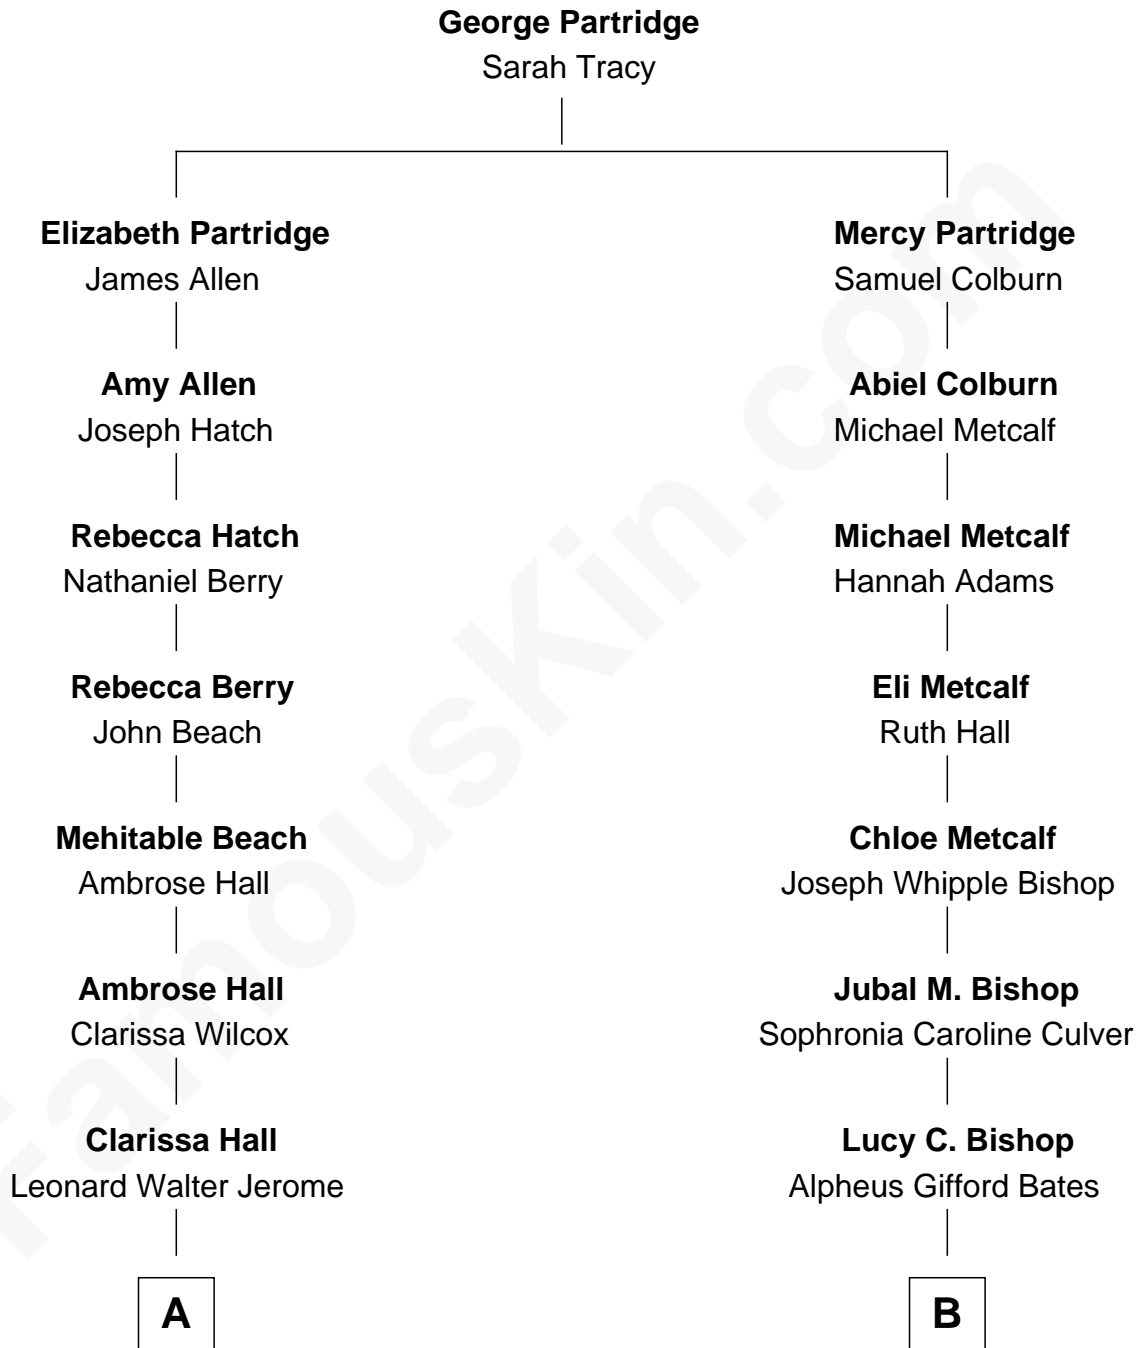 George Partridge
Sarah Tracy
Elizabeth Partridge
James Allen
Mercy Partridge
Samuel Colburn
Amy Allen
Joseph Hatch
Abiel Colburn
Michael Metcalf
Rebecca Hatch
Nathaniel Berry
Michael Metcalf
Hannah Adams
Rebecca Berry
John Beach
Eli Metcalf
Ruth Hall
Mehitable Beach
Ambrose Hall
Chloe Metcalf
Joseph Whipple Bishop
Ambrose Hall
Clarissa Wilcox
Jubal M. Bishop
Sophronia Caroline Culver
Clarissa Hall
Leonard Walter Jerome
Lucy C. Bishop
Alpheus Gifford Bates
A
B
FamousKin.com